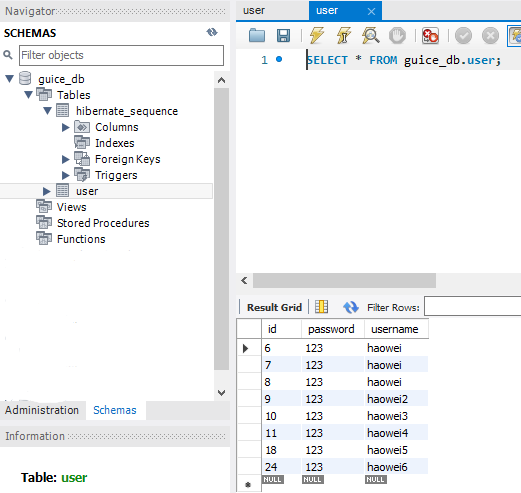 Navigator
SCHEMAS
Filter objects
guice_db
Tables
hibernate_sequence
Columns
Indexes
Foreign Keys
Triggers
user
Views
Stored Procedures
Functions
Administration Schemas
Information
Table: user
user user
1 SELECT * FROM guice_db.user;
Result Grid Filter Rows:
id password username
6 123 haowei
7 123 haowei
8 123 haowei
9 123 haowei2
10 123 haowei3
11 123 haowei4
18 123 haowei5
24 123 haowei6
NULL NULL NULL